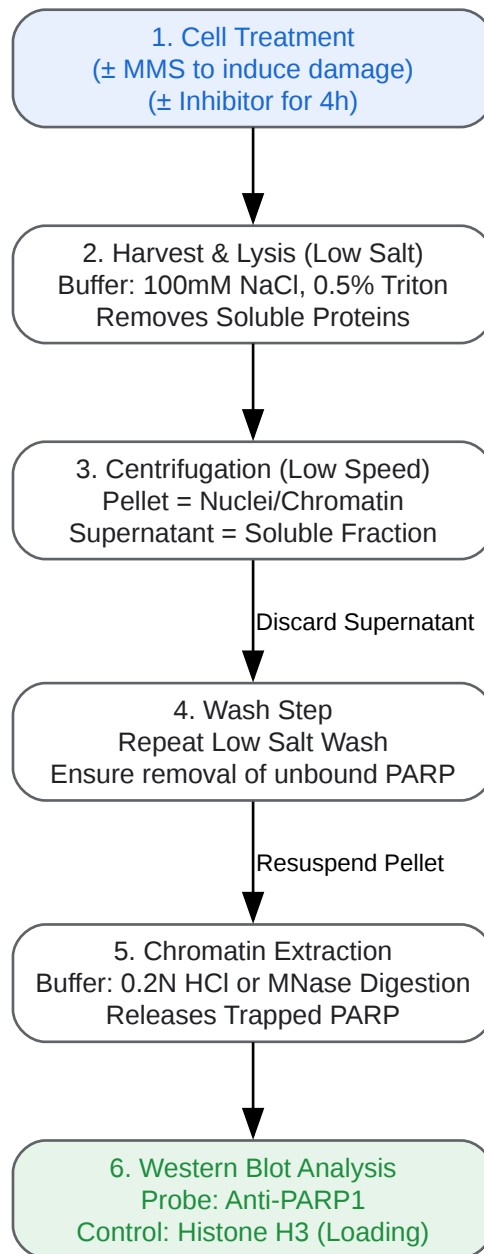 1. Cell Treatment
(± MMS to induce damage)
(± Inhibitor for 4h)
2. Harvest & Lysis (Low Salt)
Buffer: 100mM NaCl, 0.5% Triton
Removes Soluble Proteins
3. Centrifugation (Low Speed)
Pellet = Nuclei/Chromatin
Supernatant = Soluble Fraction
Discard Supernatant
4. Wash Step
Repeat Low Salt Wash
Ensure removal of unbound PARP
Resuspend Pellet
5. Chromatin Extraction
Buffer: 0.2N HCl or MNase Digestion
Releases Trapped PARP
6. Western Blot Analysis
Probe: Anti-PARP1
Control: Histone H3 (Loading)